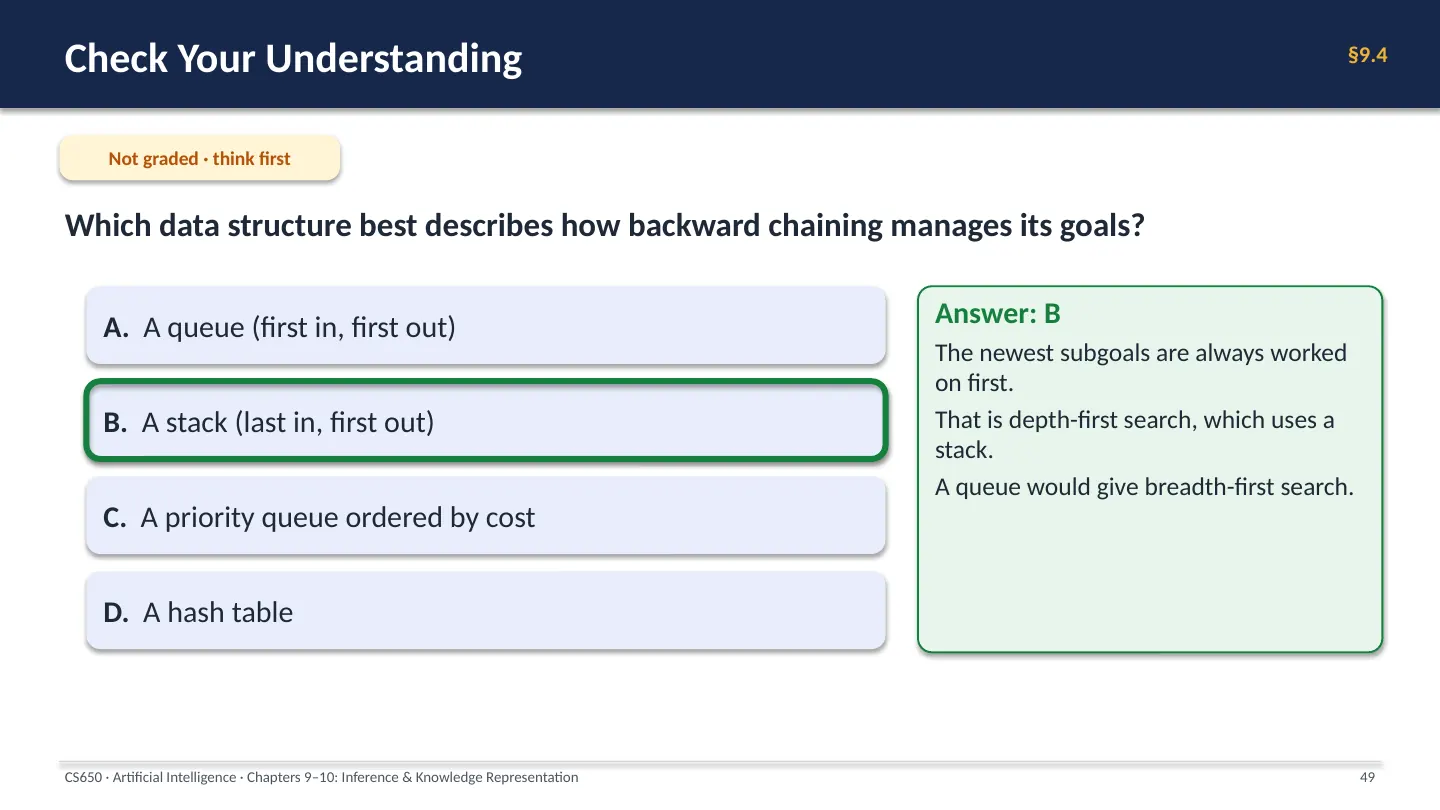 Check Your Understanding
§9.4
Not graded · think first
Which data structure best describes how backward chaining manages its goals?
A. A queue (first in, first out)
B. A stack (last in, first out)
C. A priority queue ordered by cost
D. A hash table
Answer: B
The newest subgoals are always worked
on first.
That is depth-first search, which uses a
stack.
A queue would give breadth-first search.
CS650 · Artificial Intelligence · Chapters 9–10: Inference & Knowledge Representation
49